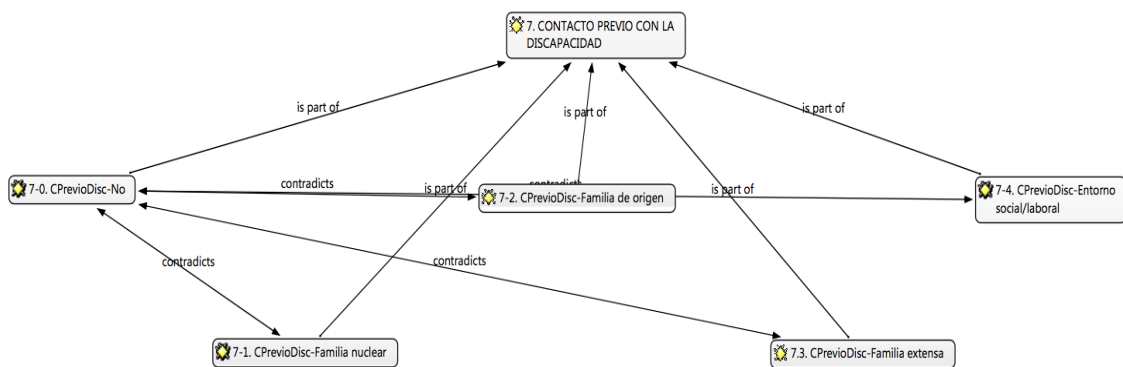 7. CONTACTO PREVIO CON LA
DISCAPACIDAD
is part of
is part of
is part of
7-0. CPrevioDisc-No
contradicts
is part of
contradicts
7-2. CPrevioDisc-Familia de origen
is part of
7-4. CPrevioDisc-Entorno
social/laboral
contradicts
contradicts
7-1. CPrevioDisc-Familia nuclear
7.3. CPrevioDisc-Familia extensa